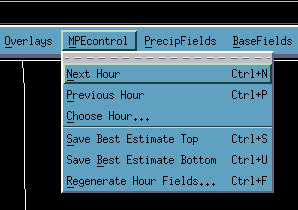 Overlays MPEcontrol PrecipFields BaseFields
Next Hour Ctrl+N
Previous Hour Ctrl+P
Choose Hour...
Save Best Estimate Top Ctrl+S
Save Best Estimate Bottom Ctrl+U
Regenerate Hour Fields... Ctrl+F